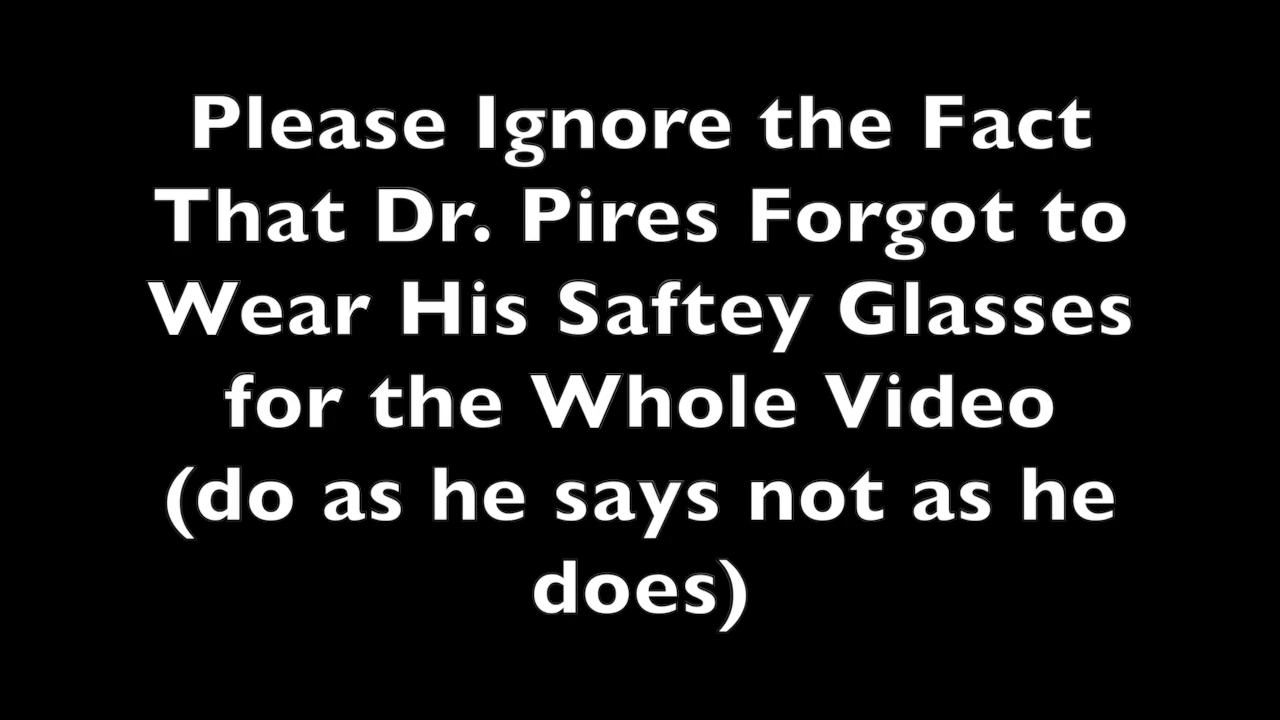 Please Ignore the Fact
That Dr. Pires Forgot to
Wear His Saftey Glasses
for the Whole Video
(do as he says not as he
does)